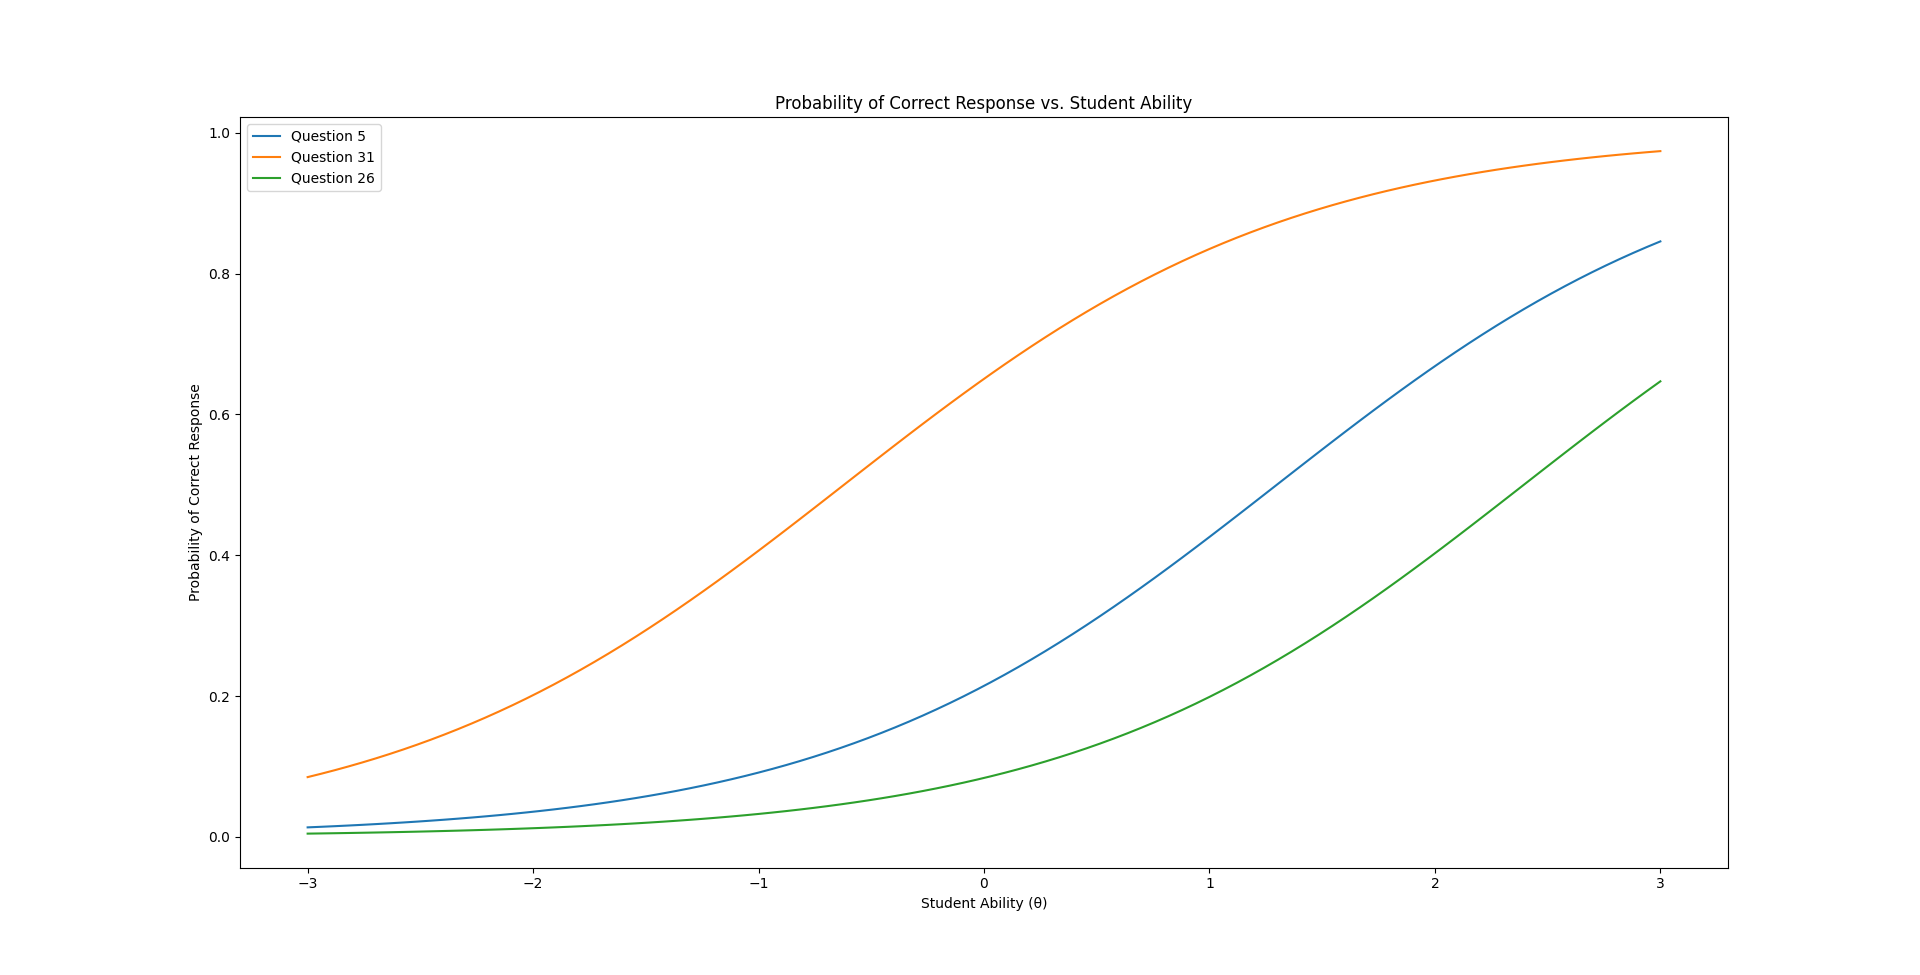 Probability of Correct Response vs. Student Ability
Question 5
Question 31
Question 26
Probability of Correct Response
1.0
0.8
0.6
0.4
0.2
0.0
−3 −2 −1 0 1 2 3
Student Ability (θ)